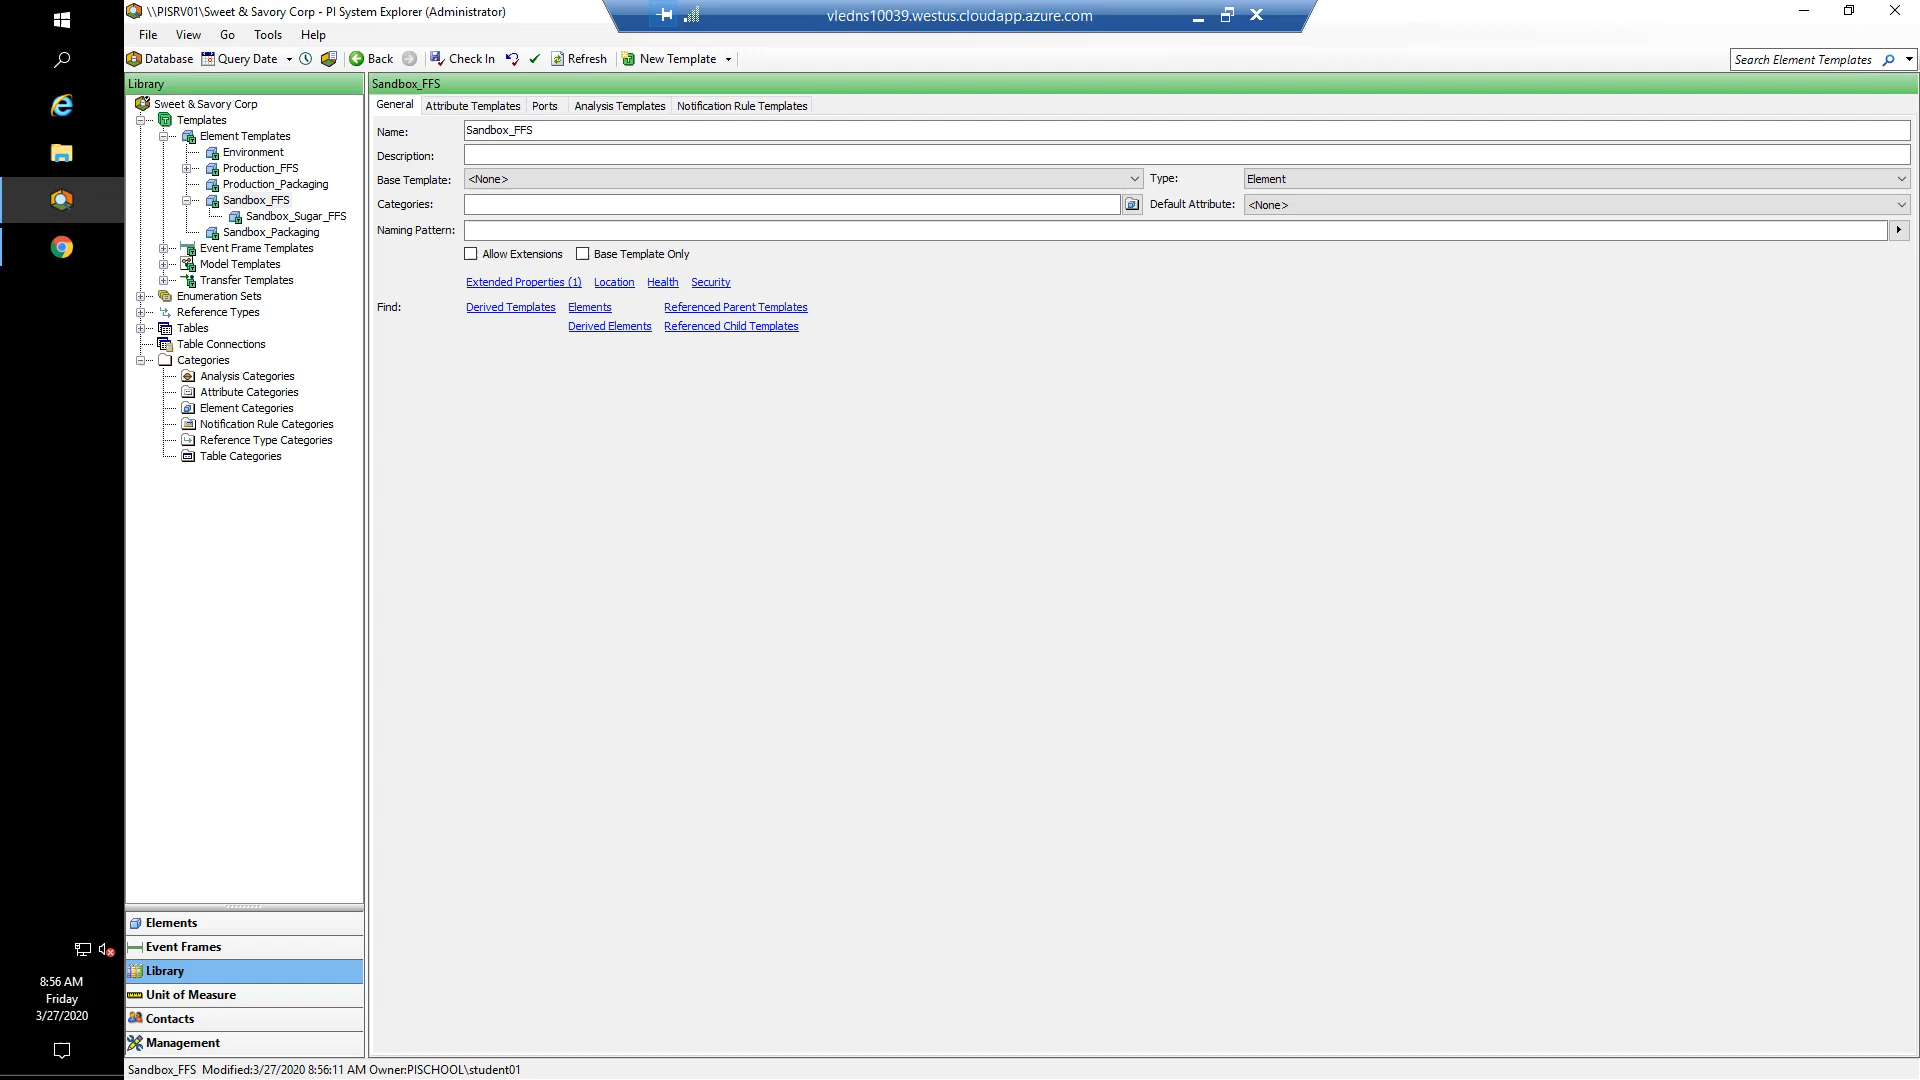 \\PISRV01\Sweet & Savory Corp - PI System Explorer (Administrator)
vledns10039.westus.cloudapp.azure.com
File View Go Tools Help
Database Query Date Back Check In Refresh New Template
Search Element Templates
Library
Sweet & Savory Corp
Templates
Element Templates
Environment
Production_FFS
Production_Packaging
Sandbox_FFS
Sandbox_Sugar_FFS
Sandbox_Packaging
Event Frame Templates
Model Templates
Transfer Templates
Enumeration Sets
Reference Types
Tables
Table Connections
Categories
Analysis Categories
Attribute Categories
Element Categories
Notification Rule Categories
Reference Type Categories
Table Categories
Elements
Event Frames
Library
Unit of Measure
Contacts
Management
Sandbox_FFS
General Attribute Templates Ports Analysis Templates Notification Rule Templates
Name: Sandbox_FFS
Description:
Base Template: <None> Type: Element
Categories: Default Attribute: <None>
Naming Pattern:
Allow Extensions Base Template Only
Extended Properties (1) Location Health Security
Find: Derived Templates Elements Referenced Parent Templates
Derived Elements Referenced Child Templates
8:56 AM
Friday
3/27/2020
Sandbox_FFS Modified:3/27/2020 8:56:11 AM Owner:PISCHOOL\student01